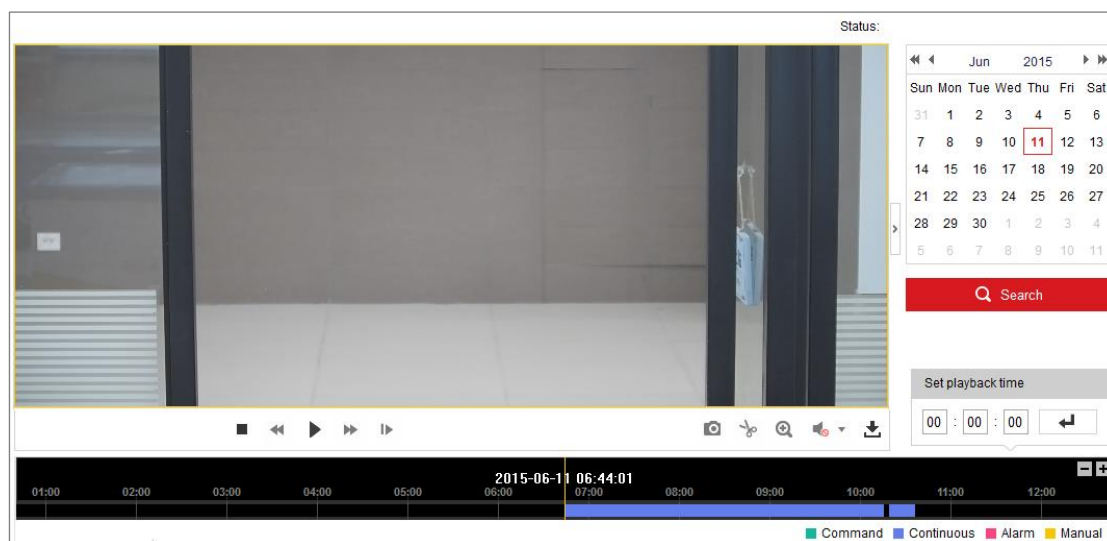 Status:
Jun 2015
Sun Mon Tue Wed Thu Fri Sat
31 1 2 3 4 5 6
7 8 9 10 11 12 13
14 15 16 17 18 19 20
21 22 23 24 25 26 27
28 29 30 1 2 3 4
5 6 7 8 9 10 11
Search
Set playback time
00 : 00 : 00
2015-06-11 06:44:01
01:00 02:00 03:00 04:00 05:00 06:00 07:00 08:00 09:00 10:00 11:00 12:00
Command Continuous Alarm Manual